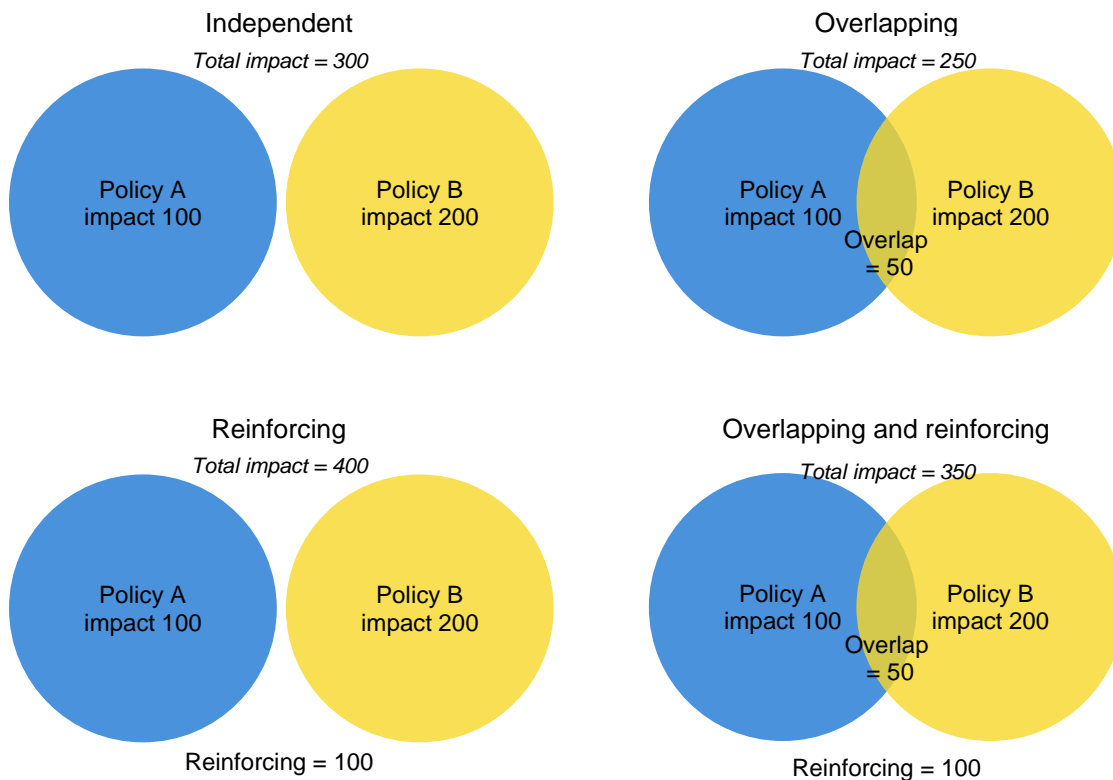 Independent
Total impact = 300
Policy A
impact 100
Policy B
impact 200
Overlapping
Total impact = 250
Policy A
impact 100
Overlap
= 50
Policy B
impact 200
Reinforcing
Total impact = 400
Policy A
impact 100
Policy B
impact 200
Reinforcing = 100
Overlapping and reinforcing
Total impact = 350
Policy A
impact 100
Overlap
= 50
Policy B
impact 200
Reinforcing = 100